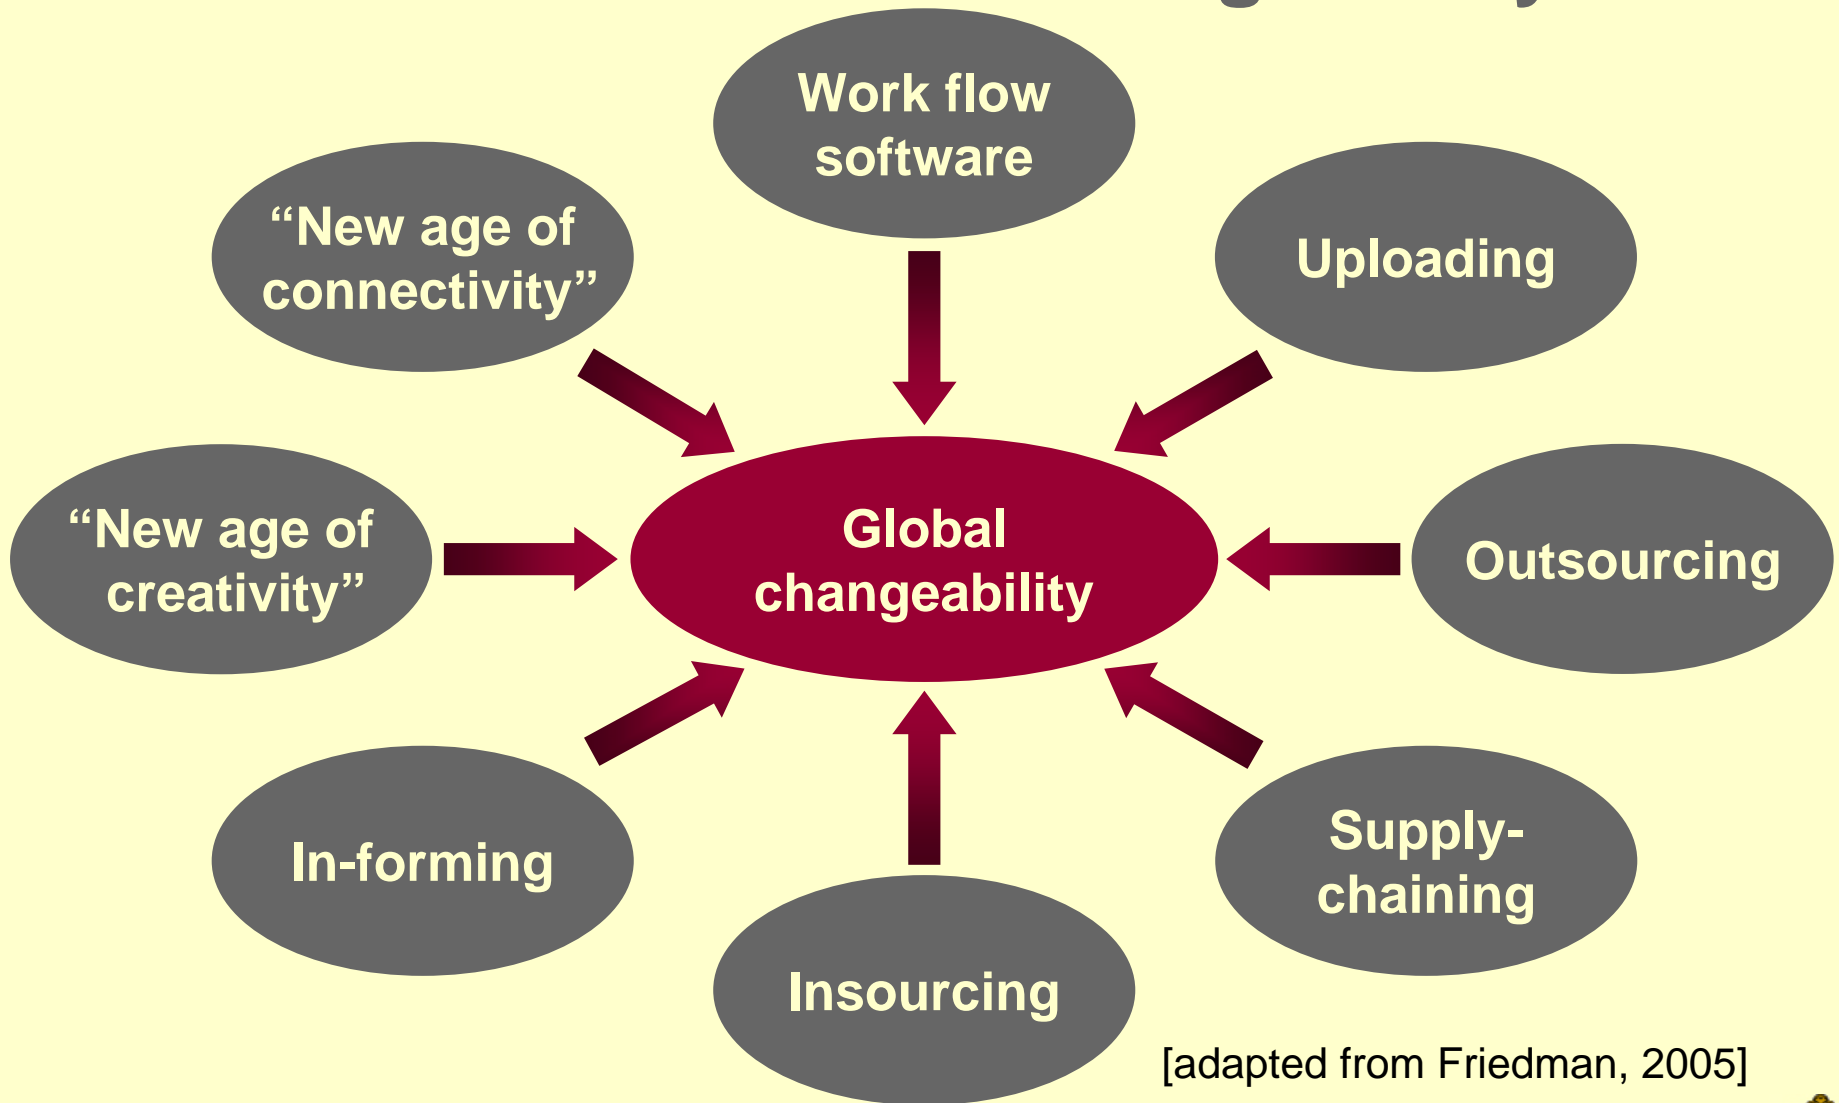 Work flow
software
“New age of
connectivity”
Uploading
“New age of
creativity”
Global
changeability
Outsourcing
In-forming
Supply-
chaining
Insourcing
[adapted from Friedman, 2005]